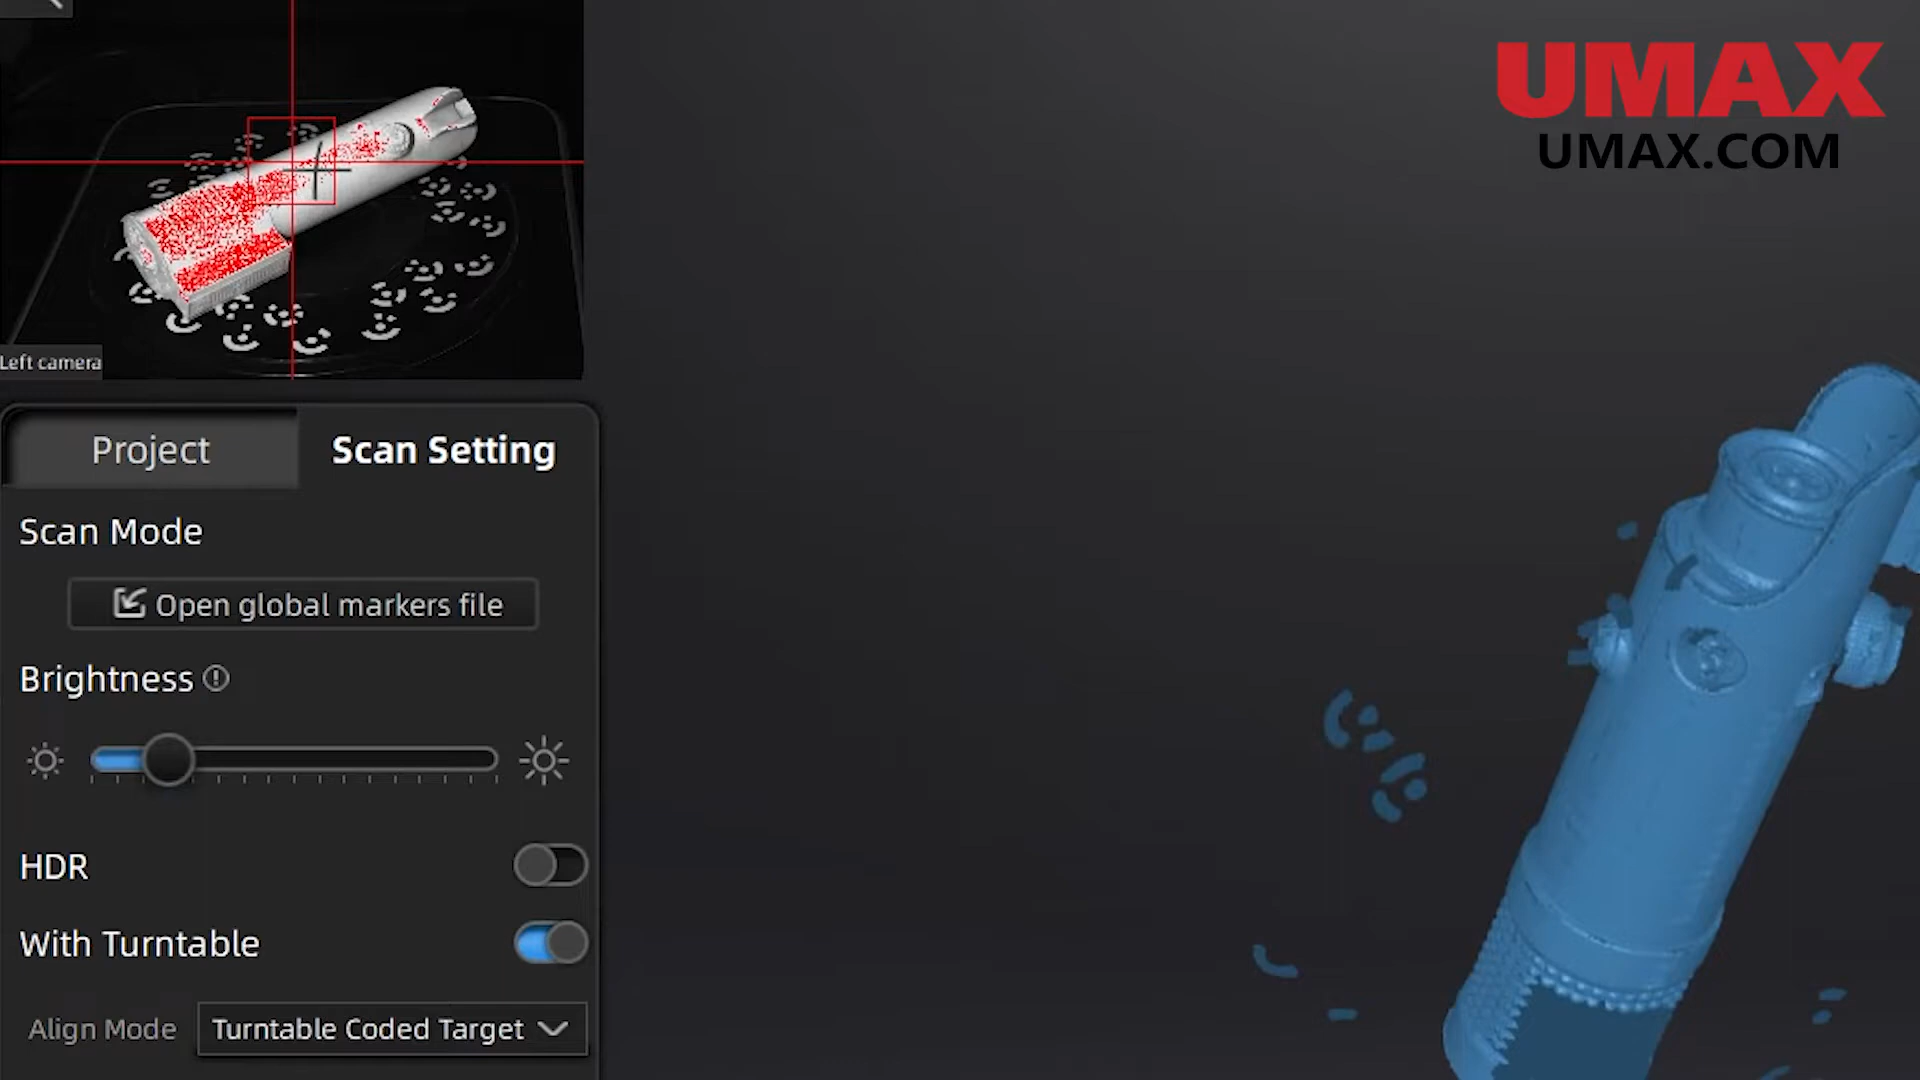 UMAX
UMAX.COM
Left camera
Project
Scan Setting
Scan Mode
Open global markers file
Brightness
HDR
With Turntable
Align Mode
Turntable Coded Target